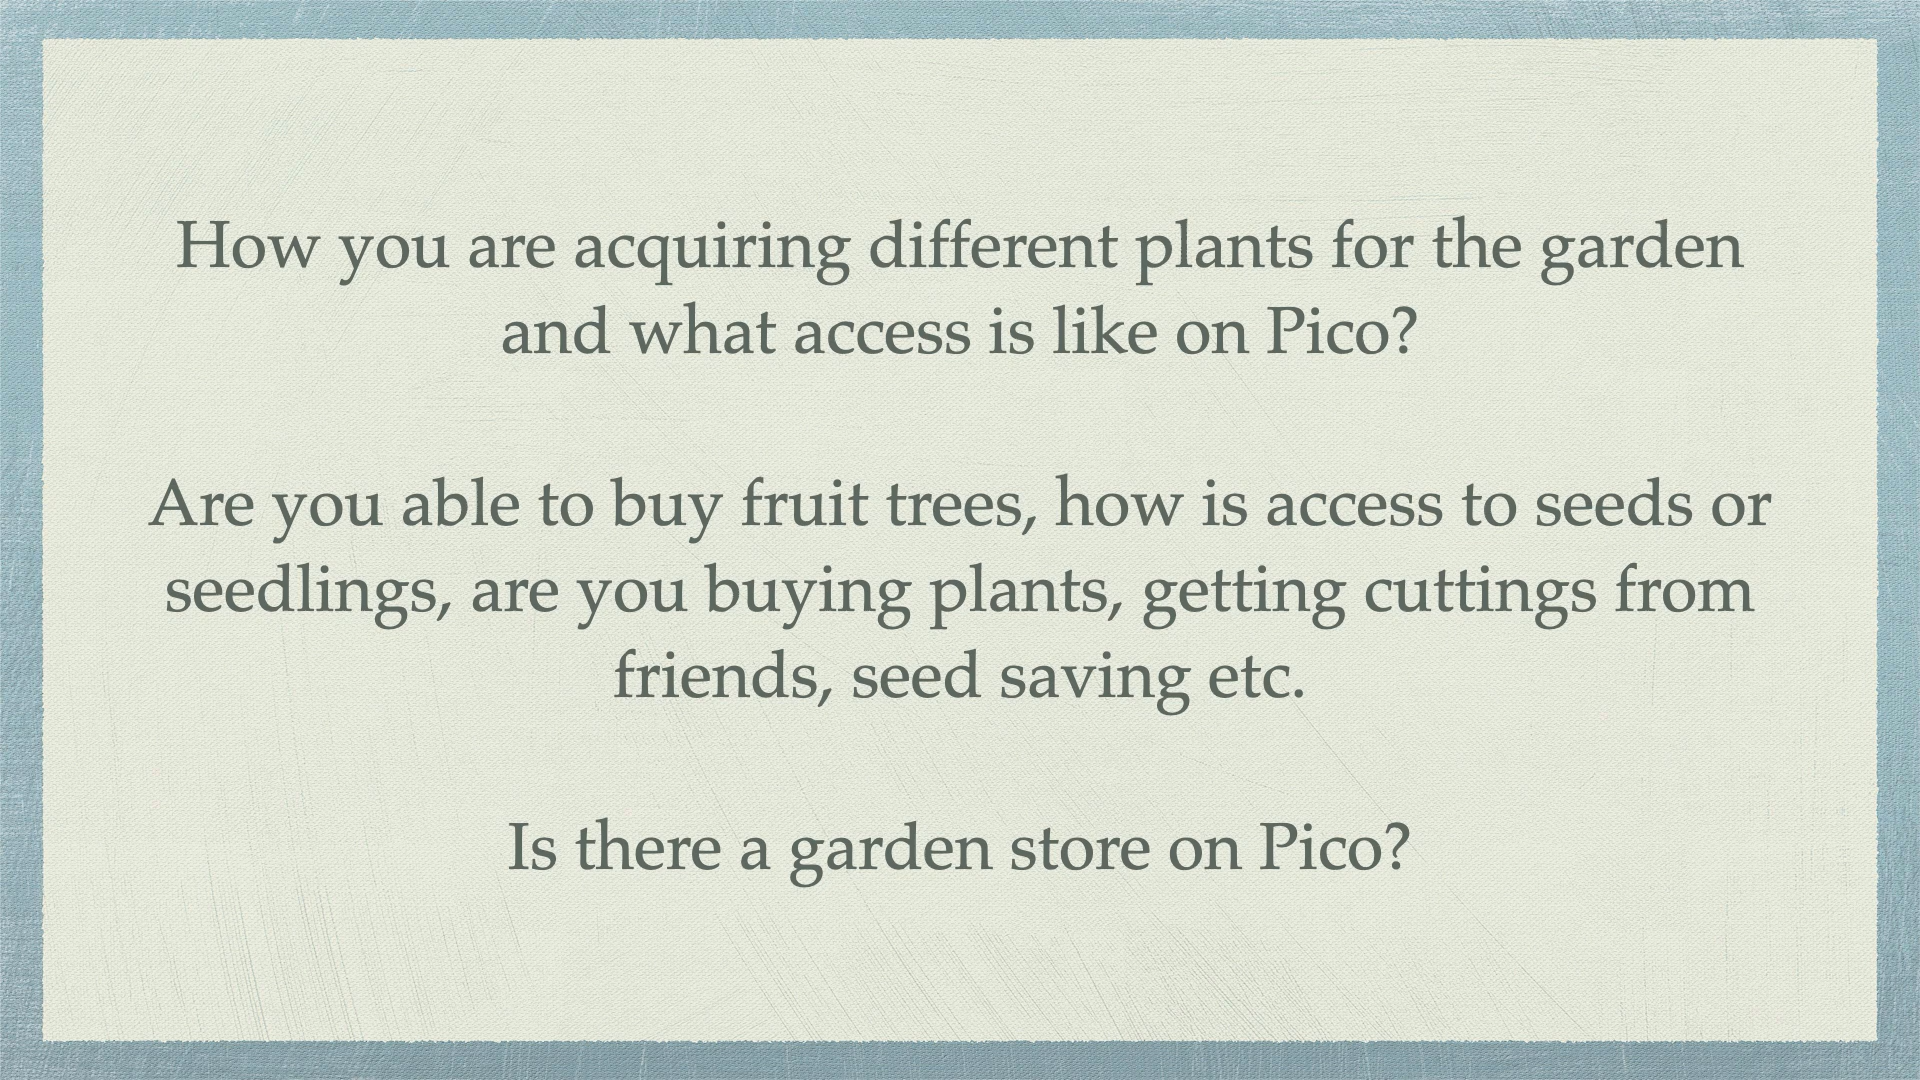 How you are acquiring different plants for the garden
and what access is like on Pico?
Are you able to buy fruit trees, how is access to seeds or
seedlings, are you buying plants, getting cuttings from
friends, seed saving etc.
Is there a garden store on Pico?